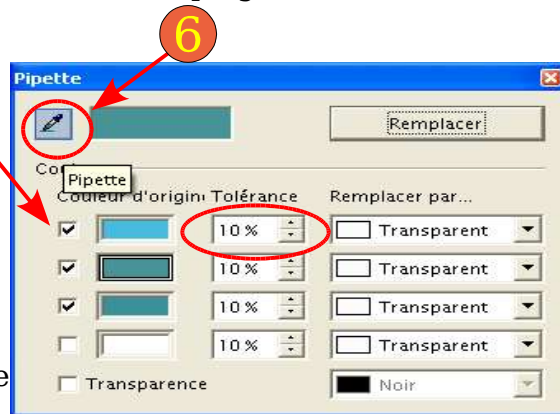 6
Pipette
Remplacer
Pipette
Couleur d'origin Tolérance Remplacer par...
10 % Transparent
10 % Transparent
10 % Transparent
10 % Transparent
e
Transparence Noir